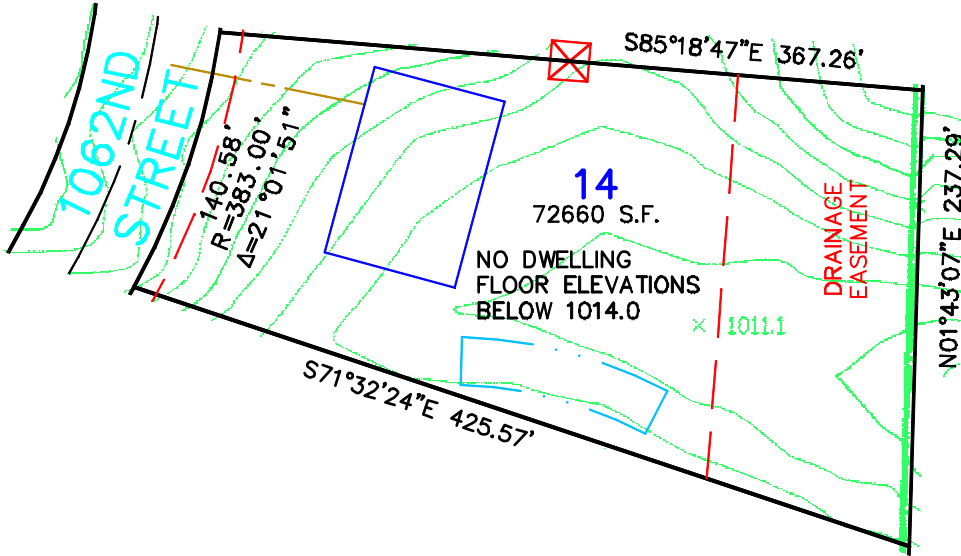 1062ND
STREET
140.58'
R=383.00'
Δ=21°01'51"
S85°18'47"E 367.26'
14
72660 S.F.
NO DWELLING
FLOOR ELEVATIONS
BELOW 1014.0
1011.1
DRAINAGE
EASEMENT
N01°43'07"E 237.29'
S71°32'24"E 425.57'